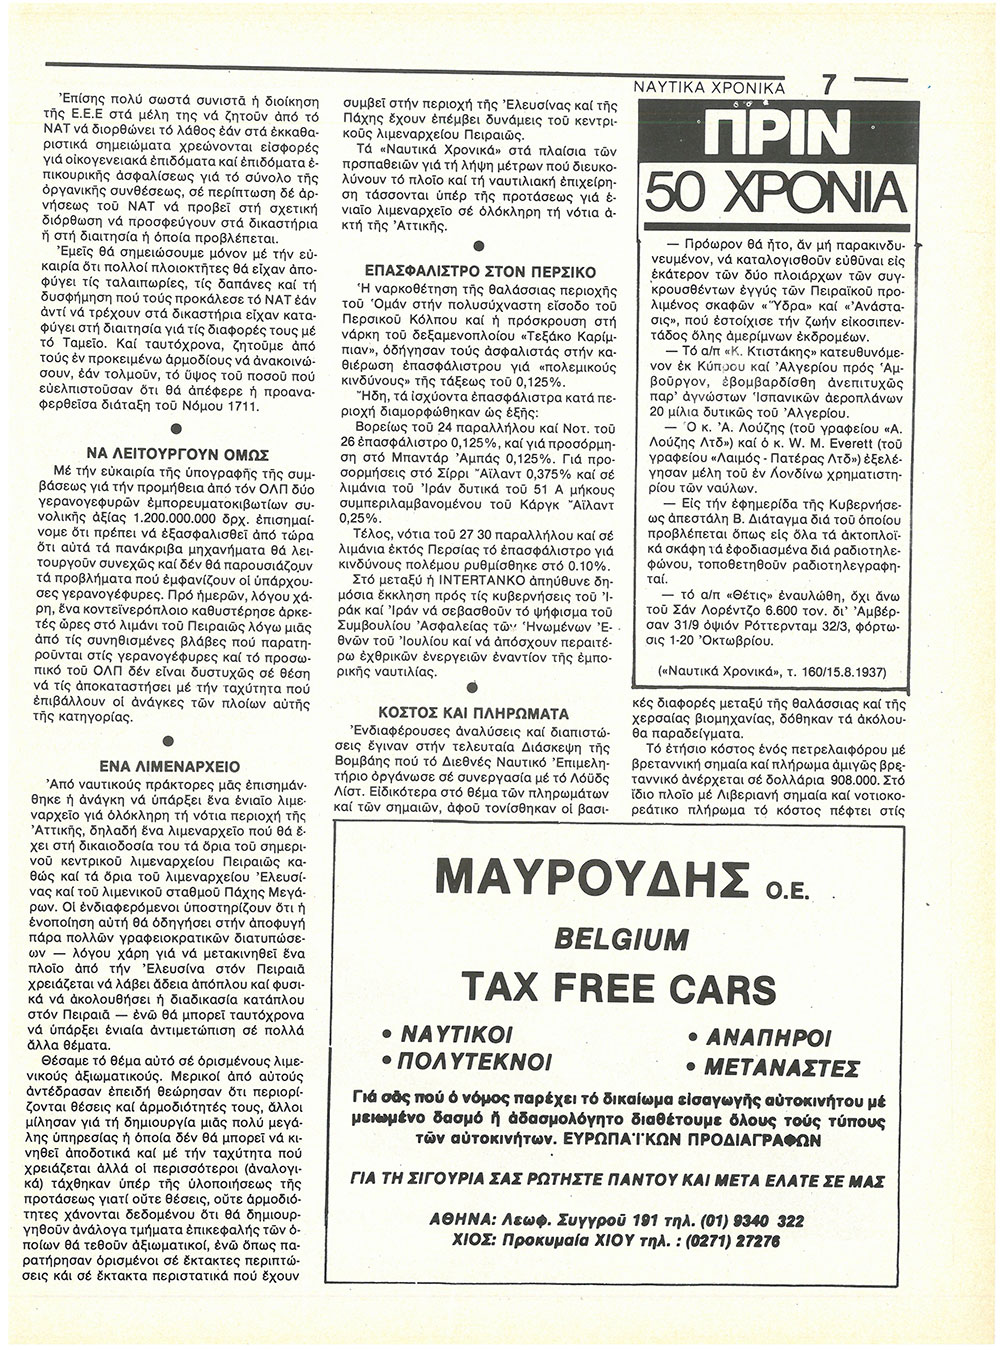 ΝΑΥΤΙΚΑ ΧΡΟΝΙΚΑ 7
Ἐπίσης πολύ σωστά συνιστᾶ ἡ διοίκηση
τῆς Ε.Ε.Ε στά μέλη της νά ζητοῦν ἀπό τό
ΝΑΤ νά διορθώνει τό λάθος ἐάν στά ἐκκαθα-
ριστικά σημειώματα χρεώνονται εἰσφορές
γιά οἰκογενειακά ἐπιδόματα καί ἐπιδόματα ἐ-
πικουρικῆς ἀσφαλίσεως γιά τό σύνολο τῆς
ὀργανικῆς συνθέσεως, σέ περίπτωση δέ ἀρ-
νήσεως τοῦ ΝΑΤ νά προβεῖ στή σχετική
διόρθωση νά προσφεύγουν στά δικαστήρια
ἤ στή διαιτησία ἡ ὁποία προβλέπεται.
Ἐμεῖς θά σημειώσουμε μόνον μέ τήν εὐ-
καιρία ὅτι πολλοί πλοιοκτῆτες θά εἶχαν ἀπο-
φύγει τίς ταλαιπωρίες, τίς δαπάνες καί τή
δυσφήμηση πού τούς προκάλεσε τό ΝΑΤ ἐάν
ἀντί νά τρέχουν στά δικαστήρια εἶχαν κατα-
φύγει στή διαιτησία γιά τίς διαφορές τους μέ
τό Ταμεῖο. Καί ταυτόχρονα, ζητοῦμε ἀπό
τούς ἐν προκειμένω ἁρμοδίους νά ἀνακοινώ-
σουν, ἐάν τολμοῦν, τό ὕψος τοῦ ποσοῦ πού
εὐελπιστοῦσαν ὅτι θά ἀπέφερε ἡ προανα-
φερθεῖσα διάταξη τοῦ Νόμου 1711.
●
ΝΑ ΛΕΙΤΟΥΡΓΟΥΝ ΟΜΩΣ
Μέ τήν εὐκαιρία τῆς ὑπογραφῆς τῆς συμ-
βάσεως γιά τήν προμήθεια ἀπό τόν ΟΛΠ δύο
γερανογεφυρῶν ἐμπορευματοκιβωτίων συ-
νολικῆς ἀξίας 1.200.000.000 δρχ. ἐπισημαί-
νομε ὅτι πρέπει νά ἐξασφαλισθεῖ ἀπό τώρα
ὅτι αὐτά τά πανάκριβα μηχανήματα θά λει-
τουργοῦν συνεχῶς καί δέν θά παρουσιάζουν
τά προβλήματα πού ἐμφανίζουν οἱ ὑπάρχου-
σες γερανογέφυρες. Πρό ἡμερῶν, λόγου χά-
ρη, ἕνα κοντεϊνερόπλοιο καθυστέρησε ἀρκε-
τές ὧρες στό λιμάνι τοῦ Πειραιῶς λόγω μιᾶς
ἀπό τίς συνηθισμένες βλάβες πού παρατη-
ροῦνται στίς γερανογέφυρες καί τό προσω-
πικό τοῦ ΟΛΠ δέν εἶναι δυστυχῶς σέ θέση
νά τίς ἀποκαταστήσει μέ τήν ταχύτητα πού
ἐπιβάλλουν οἱ ἀνάγκες τῶν πλοίων αὐτῆς
τῆς κατηγορίας.
●
ΕΝΑ ΛΙΜΕΝΑΡΧΕΙΟ
Ἀπό ναυτικούς πράκτορες μᾶς ἐπισημάν-
θηκε ἡ ἀνάγκη νά ὑπάρξει ἕνα ἑνιαῖο λιμε-
ναρχεῖο γιά ὁλόκληρη τή νότια περιοχή τῆς
Ἀττικῆς, δηλαδή ἕνα λιμεναρχεῖο πού θά ἔ-
χει στή δικαιοδοσία του τά ὅρια τοῦ σημερι-
νοῦ κεντρικοῦ λιμεναρχείου Πειραιῶς κα-
θώς καί τά ὅρια τοῦ λιμεναρχείου Ἐλευσί-
νας καί τοῦ λιμενικοῦ σταθμοῦ Πάχης Μεγά-
ρων. Οἱ ἐνδιαφερόμενοι ὑποστηρίζουν ὅτι ἡ
ἑνοποίηση αὐτή θά ὁδηγήσει στήν ἀποφυγή
πάρα πολλῶν γραφειοκρατικῶν διατυπώσε-
ων — λόγου χάρη γιά νά μετακινηθεῖ ἕνα
πλοῖο ἀπό τήν Ἐλευσίνα στόν Πειραιᾶ
χρειάζεται νά λάβει ἄδεια ἀπόπλου καί φυσι-
κά νά ἀκολουθήσει ἡ διαδικασία κατάπλου
στόν Πειραιᾶ — ἐνῶ θά μπορεῖ ταυτόχρονα
νά ὑπάρξει ἑνιαία ἀντιμετώπιση σέ πολλά
ἄλλα θέματα.
Θέσαμε τό θέμα αὐτό σέ ὁρισμένους λιμε-
νικούς ἀξιωματικούς. Μερικοί ἀπό αὐτούς
ἀντέδρασαν ἐπειδή θεώρησαν ὅτι περιορί-
ζονται θέσεις καί ἁρμοδιότητές τους, ἄλλοι
μίλησαν γιά τή δημιουργία μιᾶς πολύ μεγά-
λης ὑπηρεσίας ἡ ὁποία δέν θά μπορεῖ νά κι-
νηθεῖ ἀποδοτικά καί μέ τήν ταχύτητα πού
χρειάζεται ἀλλά οἱ περισσότεροι (ἀναλογι-
κά) τάχθηκαν ὑπέρ τῆς ὑλοποιήσεως τῆς
προτάσεως γιατί οὔτε θέσεις, οὔτε ἁρμοδιό-
τητες χάνονται δεδομένου ὅτι θά δημιουρ-
γηθοῦν ἀνάλογα τμήματα ἐπικεφαλῆς τῶν ὁ-
ποίων θά τεθοῦν ἀξιωματικοί, ἐνῶ ὅπως πα-
ρατήρησαν ὁρισμένοι σέ ἔκτακτες περιπτώ-
σεις κάι σέ ἔκτακτα περιστατικά πού ἔχουν
συμβεῖ στήν περιοχή τῆς Ἐλευσίνας καί τῆς
Πάχης ἔχουν ἐπέμβει δυνάμεις τοῦ κεντρι-
κοῦς λιμεναρχείου Πειραιῶς.
Τά «Ναυτικά Χρονικά» στά πλαίσια τῶν
προσπαθειῶν γιά τή λήψη μέτρων πού διευκο-
λύνουν τό πλοῖο καί τή ναυτιλιακή ἐπιχείρη-
ση τάσσονται ὑπέρ τῆς προτάσεως γιά ἑ-
νιαῖο λιμεναρχεῖο σέ ὁλόκληρη τή νότια ἀ-
κτή τῆς Ἀττικῆς.
●
ΕΠΑΣΦΑΛΙΣΤΡΟ ΣΤΟΝ ΠΕΡΣΙΚΟ
Ἡ ναρκοθέτηση τῆς θαλάσσιας περιοχῆς
τοῦ Ὀμάν στήν πολυσύχναστη εἴσοδο τοῦ
Περσικοῦ Κόλπου καί ἡ πρόσκρουση στή
νάρκη τοῦ δεξαμενοπλοίου «Τεξάκο Καρίμ-
πιαν», ὁδήγησαν τούς ἀσφαλιστάς στήν κα-
θιέρωση ἐπασφάλιστρου γιά «πολεμικούς
κινδύνους» τῆς τάξεως τοῦ 0,125%.
Ἤδη, τά ἰσχύοντα ἐπασφάλιστρα κατά πε-
ριοχή διαμορφώθηκαν ὡς ἑξῆς:
Βορείως τοῦ 24 παραλλήλου καί Νοτ. τοῦ
26 ἐπασφάλιστρο 0,125%, καί γιά προσόρμη-
ση στό Μπαντάρ Ἀμπάς 0,125%. Γιά προ-
σορμήσεις στό Σίρρι Ἄϊλαντ 0,375% καί σέ
λιμάνια τοῦ Ἰράν δυτικά τοῦ 51 Α μήκους
συμπεριλαμβανομένου τοῦ Κάργκ Ἄϊλαντ
0,25%.
Τέλος, νότια τοῦ 27 30 παραλλήλου καί σέ
λιμάνια ἐκτός Περσίας τό ἐπασφάλιστρο γιά
κινδύνους πολέμου ρυθμίσθηκε στό 0.10%.
Στό μεταξύ ἡ INTERTANKO ἀπηύθυνε δη-
μόσια ἔκκληση πρός τίς κυβερνήσεις τοῦ Ἰ-
ράκ καί Ἰράν νά σεβασθοῦν τό ψήφισμα τοῦ
Συμβουλίου Ἀσφαλείας τῶν Ἡνωμένων Ἐ-
θνῶν τοῦ Ἰουλίου καί νά ἀπόσχουν περαιτέ-
ρω ἐχθρικῶν ἐνεργειῶν ἐναντίον τῆς ἐμπο-
ρικῆς ναυτιλίας.
●
ΚΟΣΤΟΣ ΚΑΙ ΠΛΗΡΩΜΑΤΑ
Ἐνδιαφέρουσες ἀναλύσεις καί διαπιστώ-
σεις ἔγιναν στήν τελευταία Διάσκεψη τῆς
Βομβάης πού τό Διεθνές Ναυτικό Ἐπιμελη-
τήριο ὀργάνωσε σέ συνεργασία μέ τό Λόϋδς
Λίστ. Εἰδικότερα στό θέμα τῶν πληρωμάτων
καί τῶν σημαιῶν, ἀφοῦ τονίσθηκαν οἱ βασι-
ΠΡΙΝ
50 ΧΡΟΝΙΑ
— Πρόωρον θά ἦτο, ἄν μή παρακινδυ-
νευμένον, νά καταλογισθοῦν εὐθῦναι εἰς
ἑκάτερον τῶν δύο πλοιάρχων τῶν συγ-
κρουσθέντων ἐγγύς τῶν Πειραϊκοῦ προ-
λιμένος σκαφῶν «Ὕδρα» καί «Ἀνάστα-
σις», πού ἐστοίχισε τήν ζωήν εἰκοσιπεν-
τάδος ὅλης ἀμερίμνων ἐκδρομέων.
— Τό α/π «Κ. Κτιστάκης» κατευθυνόμε-
νον ἐκ Κύπρου καί Ἀλγερίου πρός Ἀμ-
βοῦργον, ἐβομβαρδίσθη ἀνεπιτυχῶς
παρ' ἀγνώστων Ἱσπανικῶν ἀεροπλάνων
20 μίλια δυτικῶς τοῦ Ἀλγερίου.
— Ὁ κ. Ἀ. Λούζης (τοῦ γραφείου «Α.
Λούζης Λτδ») καί ὁ κ. W. M. Everett (τοῦ
γραφείου «Λαιμός - Πατέρας Λτδ») ἐξελέ-
γησαν μέλη τοῦ ἐν Λονδίνω χρηματιστη-
ρίου τῶν ναύλων.
— Εἰς τήν ἐφημερίδα τῆς Κυβερνήσε-
ως ἀπεστάλη Β. Διάταγμα διά τοῦ ὁποίου
προβλέπεται ὅπως εἰς ὅλα τά ἀκτοπλοϊ-
κά σκάφη τά ἐφοδιασμένα διά ραδιοτηλε-
φώνου, τοποθετηθοῦν ραδιοτηλεγραφη-
ταί.
— τό α/π «Θέτις» ἐναυλώθη, ὄχι ἄνω
τοῦ Σάν Λορέντζο 6.600 τον. δι' Ἀμβέρ-
σαν 31/9 ὀψιόν Ρόττερνταμ 32/3, φόρτω-
σις 1-20 Ὀκτωβρίου.
(«Ναυτικά Χρονικά», τ. 160/15.8.1937)
κές διαφορές μεταξύ τῆς θαλάσσιας καί τῆς
χερσαίας βιομηχανίας, δόθηκαν τά ἀκόλου-
θα παραδείγματα.
Τό ἐτήσιο κόστος ἑνός πετρελαιφόρου μέ
βρεταννική σημαία καί πλήρωμα ἀμιγῶς βρε-
ταννικό ἀνέρχεται σέ δολλάρια 908.000. Στό
ἴδιο πλοῖο μέ Λιβεριανή σημαία καί νοτιοκο-
ρεάτικο πλήρωμα τό κόστος πέφτει στίς
ΜΑΥΡΟΥΔΗΣ Ο.Ε.
BELGIUM
TAX FREE CARS
● ΝΑΥΤΙΚΟΙ ● ΑΝΑΠΗΡΟΙ
● ΠΟΛΥΤΕΚΝΟΙ ● ΜΕΤΑΝΑΣΤΕΣ
Γιά σᾶς πού ὁ νόμος παρέχει τό δικαίωμα εἰσαγωγῆς αὐτοκινήτου μέ
μειωμένο δασμό ἤ ἀδασμολόγητο διαθέτουμε ὅλους τούς τύπους
τῶν αὐτοκινήτων. ΕΥΡΩΠΑΪΚΩΝ ΠΡΟΔΙΑΓΡΑΦΩΝ
ΓΙΑ ΤΗ ΣΙΓΟΥΡΙΑ ΣΑΣ ΡΩΤΗΣΤΕ ΠΑΝΤΟΥ ΚΑΙ ΜΕΤΑ ΕΛΑΤΕ ΣΕ ΜΑΣ
ΑΘΗΝΑ: Λεωφ. Συγγροῦ 191 τηλ. (01) 9340 322
ΧΙΟΣ: Προκυμαία ΧΙΟΥ τηλ. : (0271) 27276